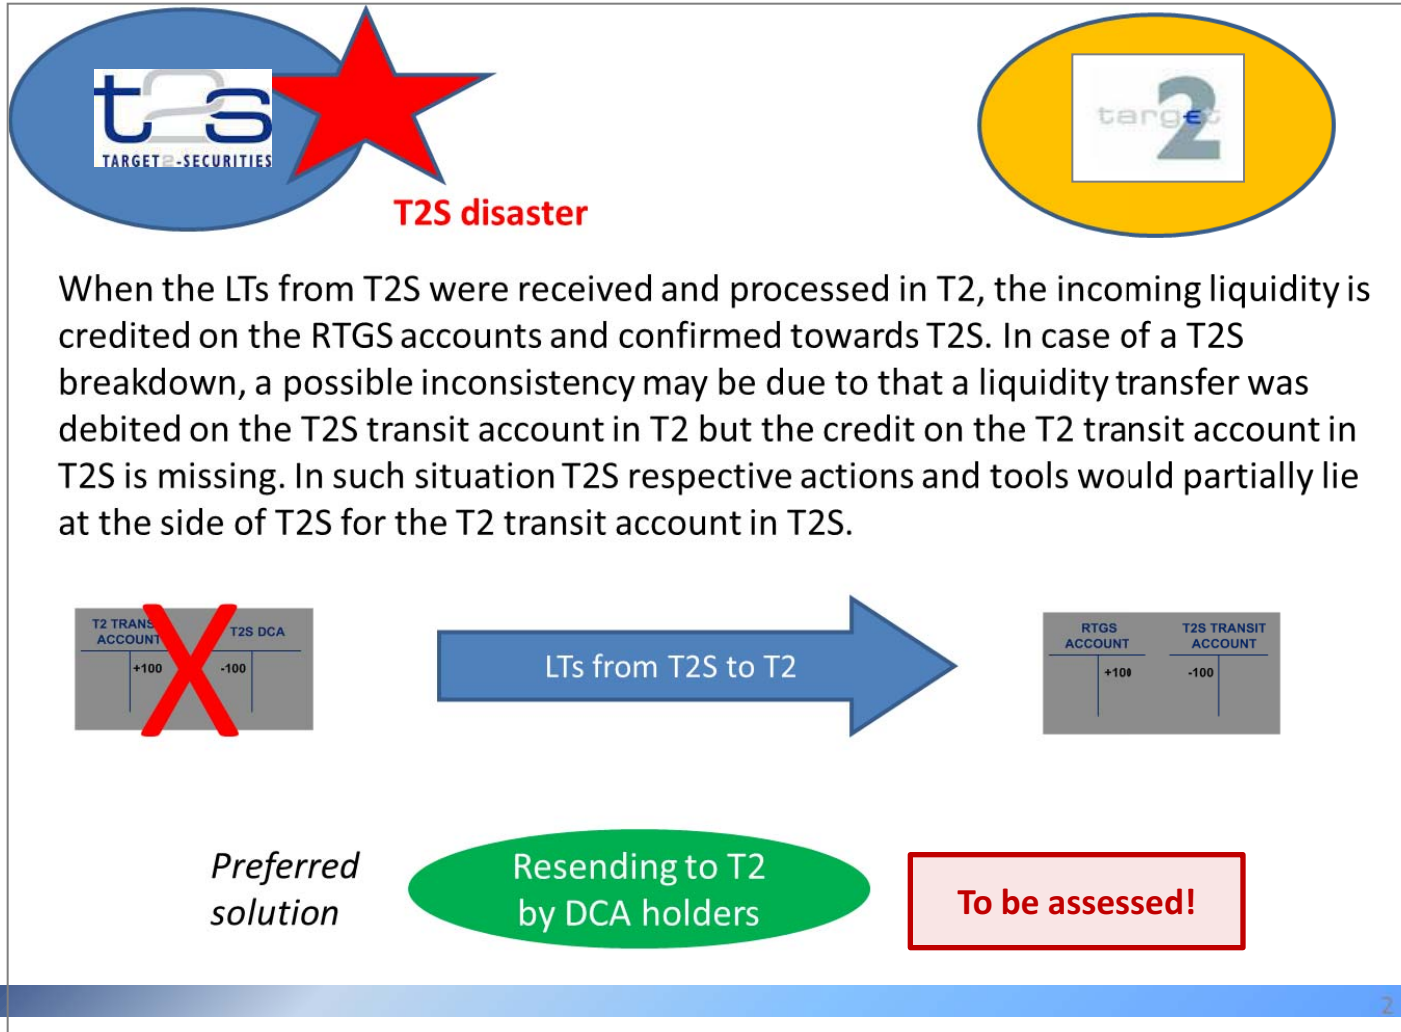 t2s
TARGET2-SECURITIES
target
2
T2S disaster
When the LTs from T2S were received and processed in T2, the incoming liquidity is
credited on the RTGS accounts and confirmed towards T2S. In case of a T2S
breakdown, a possible inconsistency may be due to that a liquidity transfer was
debited on the T2S transit account in T2 but the credit on the T2 transit account in
T2S is missing. In such situation T2S respective actions and tools would partially lie
at the side of T2S for the T2 transit account in T2S.
T2 TRANS
ACCOUNT
T2S DCA
+100
-100
LTs from T2S to T2
RTGS
ACCOUNT
T2S TRANSIT
ACCOUNT
+100
-100
Preferred
solution
Resending to T2
by DCA holders
To be assessed!
2